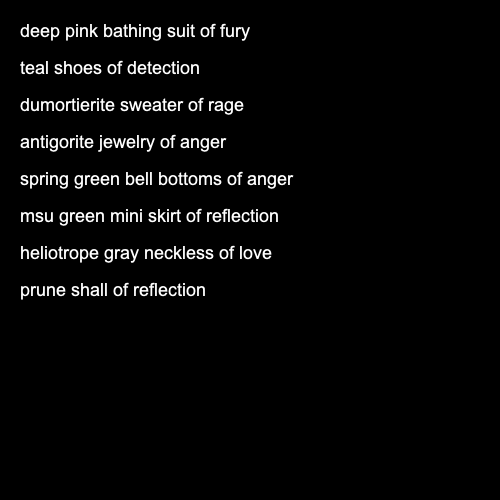 deep pink bathing suit of fury
teal shoes of detection
dumortierite sweater of rage
antigorite jewelry of anger
spring green bell bottoms of anger
msu green mini skirt of reflection
heliotrope gray neckless of love
prune shall of reflection